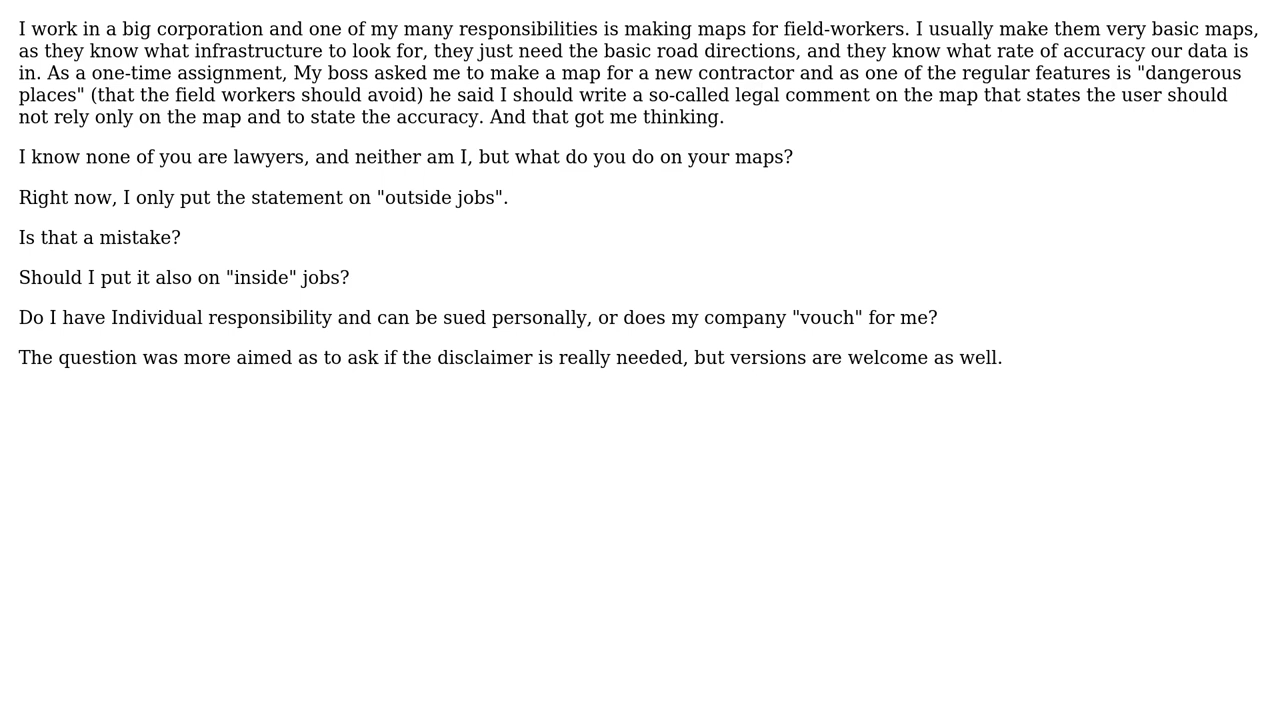 I work in a big corporation and one of my many responsibilities is making maps for field-workers. I usually make them very basic maps,
as they know what infrastructure to look for, they just need the basic road directions, and they know what rate of accuracy our data is
in. As a one-time assignment, My boss asked me to make a map for a new contractor and as one of the regular features is "dangerous
places" (that the field workers should avoid) he said I should write a so-called legal comment on the map that states the user should
not rely only on the map and to state the accuracy. And that got me thinking.
I know none of you are lawyers, and neither am I, but what do you do on your maps?
Right now, I only put the statement on "outside jobs".
Is that a mistake?
Should I put it also on "inside" jobs?
Do I have Individual responsibility and can be sued personally, or does my company "vouch" for me?
The question was more aimed as to ask if the disclaimer is really needed, but versions are welcome as well.